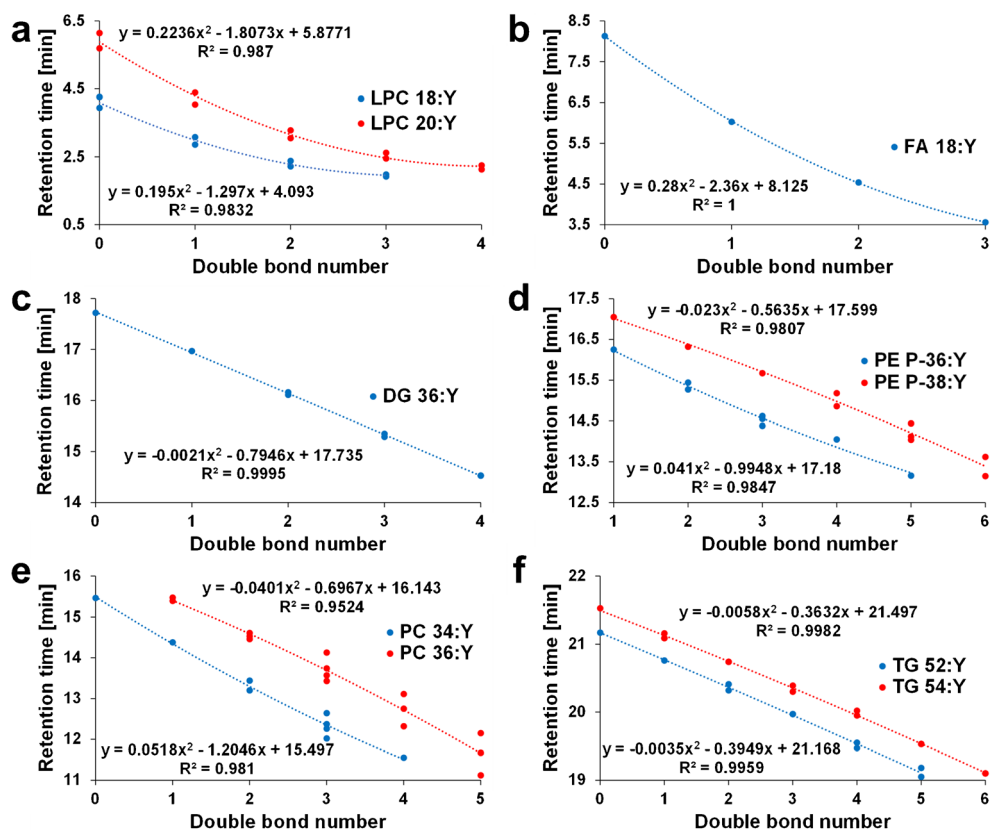 a
y = 0.2236x² - 1.8073x + 5.8771
R² = 0.987
LPC 18:Y
LPC 20:Y
y = 0.195x² - 1.297x + 4.093
R² = 0.9832
Retention time [min]
6.5
4.5
2.5
0.5
0 1 2 3 4
Double bond number
b
FA 18:Y
y = 0.28x² - 2.36x + 8.125
R² = 1
Retention time [min]
8.5
7.5
6.5
5.5
4.5
3.5
0 1 2 3
Double bond number
c
DG 36:Y
y = -0.0021x² - 0.7946x + 17.735
R² = 0.9995
Retention time [min]
18
17
16
15
14
0 1 2 3 4
Double bond number
d
y = -0.023x² - 0.5635x + 17.599
R² = 0.9807
PE P-36:Y
PE P-38:Y
y = 0.041x² - 0.9948x + 17.18
R² = 0.9847
Retention time [min]
17.5
16.5
15.5
14.5
13.5
12.5
1 2 3 4 5 6
Double bond number
e
y = -0.0401x² - 0.6967x + 16.143
R² = 0.9524
PC 34:Y
PC 36:Y
y = 0.0518x² - 1.2046x + 15.497
R² = 0.981
Retention time [min]
16
15
14
13
12
11
0 1 2 3 4 5
Double bond number
f
y = -0.0058x² - 0.3632x + 21.497
R² = 0.9982
TG 52:Y
TG 54:Y
y = -0.0035x² - 0.3949x + 21.168
R² = 0.9959
Retention time [min]
22
21
20
19
0 1 2 3 4 5 6
Double bond number